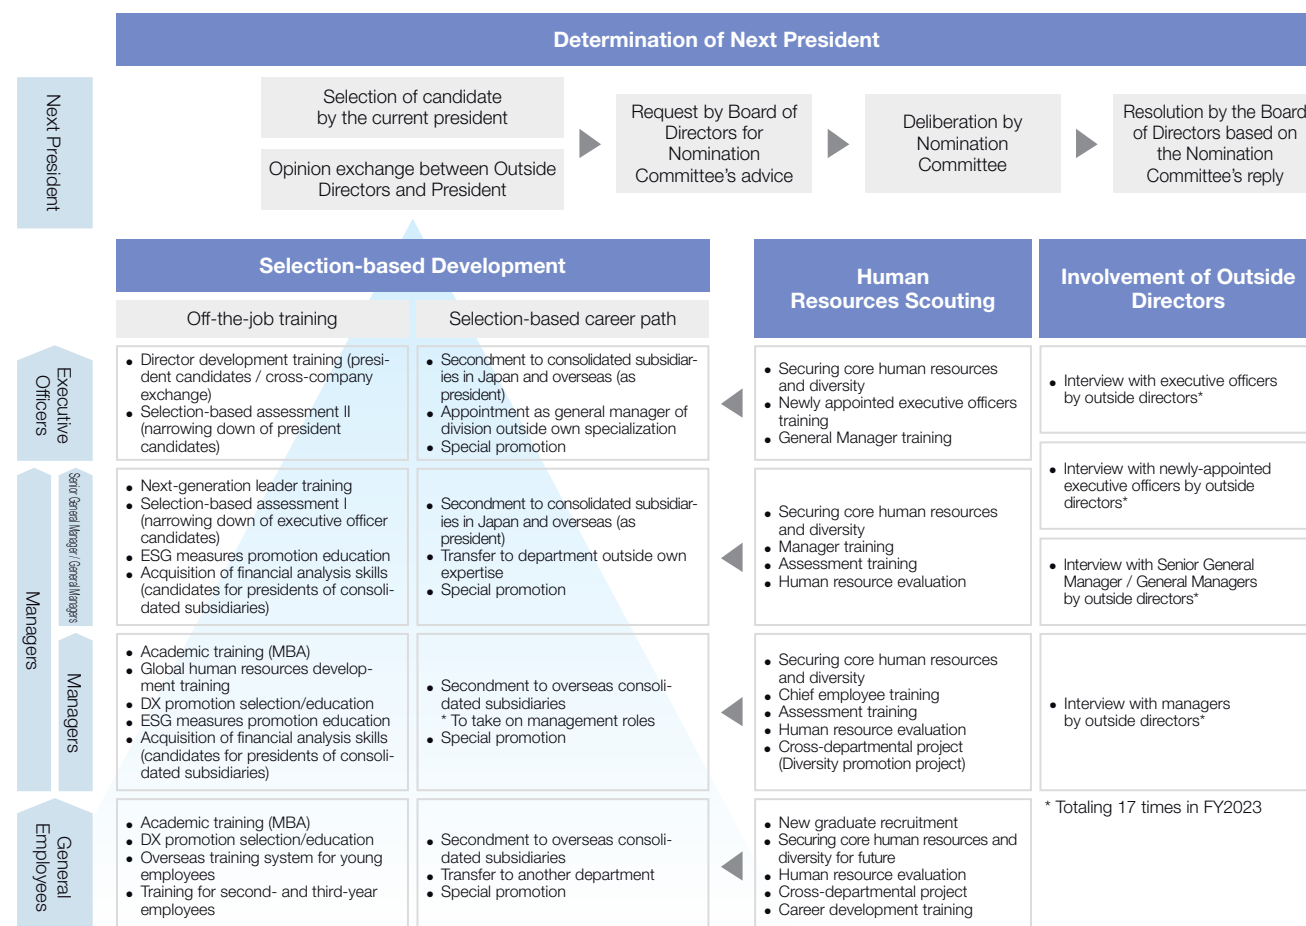 Determination of Next President
Next President
Selection of candidate
by the current president
Opinion exchange between Outside
Directors and President
Request by Board of
Directors for
Nomination
Committee's advice
Deliberation by
Nomination
Committee
Resolution by the Board
of Directors based on
the Nomination
Committee's reply
Selection-based Development
Human
Resources Scouting
Involvement of Outside
Directors
Off-the-job training
Selection-based career path
Executive
Officers
• Director development training (presi-
dent candidates / cross-company
exchange)
• Selection-based assessment II
(narrowing down of president
candidates)
• Secondment to consolidated subsidiar-
ies in Japan and overseas (as
president)
• Appointment as general manager of
division outside own specialization
• Special promotion
• Securing core human resources
and diversity
• Newly appointed executive officers
training
• General Manager training
• Interview with executive officers
by outside directors*
• Interview with newly-appointed
executive officers by outside
directors*
Managers
Senior General Manager / General Managers
• Next-generation leader training
• Selection-based assessment I
(narrowing down of executive officer
candidates)
• ESG measures promotion education
• Acquisition of financial analysis skills
(candidates for presidents of consoli-
dated subsidiaries)
• Secondment to consolidated subsidiar-
ies in Japan and overseas (as
president)
• Transfer to department outside own
expertise
• Special promotion
• Securing core human resources
and diversity
• Manager training
• Assessment training
• Human resource evaluation
• Interview with Senior General
Manager / General Managers
by outside directors*
Managers
• Academic training (MBA)
• Global human resources develop-
ment training
• DX promotion selection/education
• ESG measures promotion education
• Acquisition of financial analysis skills
(candidates for presidents of consoli-
dated subsidiaries)
• Secondment to overseas consoli-
dated subsidiaries
* To take on management roles
• Special promotion
• Securing core human resources
and diversity
• Chief employee training
• Assessment training
• Human resource evaluation
• Cross-departmental project
(Diversity promotion project)
• Interview with managers
by outside directors*
General
Employees
• Academic training (MBA)
• DX promotion selection/education
• Overseas training system for young
employees
• Training for second- and third-year
employees
• Secondment to overseas consoli-
dated subsidiaries
• Transfer to another department
• Special promotion
• New graduate recruitment
• Securing core human resources and
diversity for future
• Human resource evaluation
• Cross-departmental project
• Career development training
* Totaling 17 times in FY2023